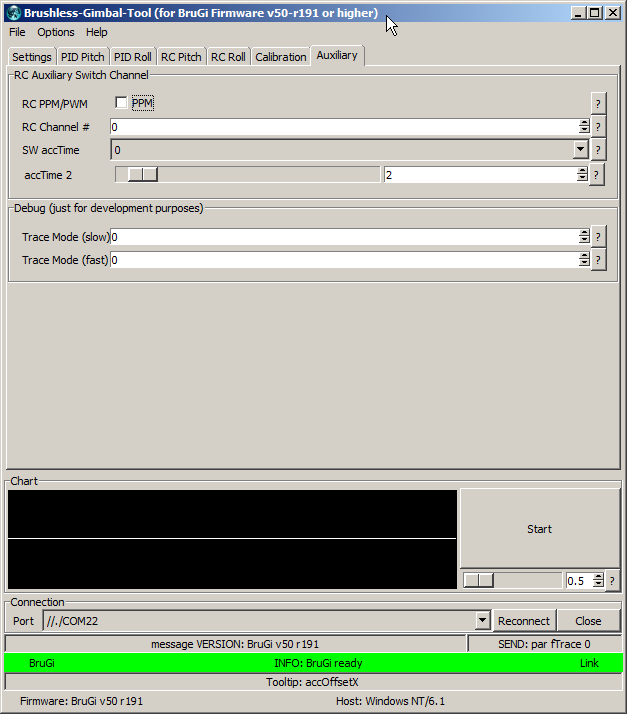 Brushless-Gimbal-Tool (for BruGi Firmware v50-r191 or higher)
File Options Help
Settings PID Pitch PID Roll RC Pitch RC Roll Calibration Auxiliary
RC Auxiliary Switch Channel
RC PPM/PWM PPM ?
RC Channel # 0 ?
SW accTime 0 ?
accTime 2 2 ?
Debug (just for development purposes)
Trace Mode (slow) 0 ?
Trace Mode (fast) 0 ?
Chart
Start
0.5 ?
Connection
Port //./COM22 Reconnect Close
message VERSION: BruGi v50 r191 SEND: par fTrace 0
BruGi INFO: BruGi ready Link
Tooltip: accOffsetX
Firmware: BruGi v50 r191 Host: Windows NT/6.1